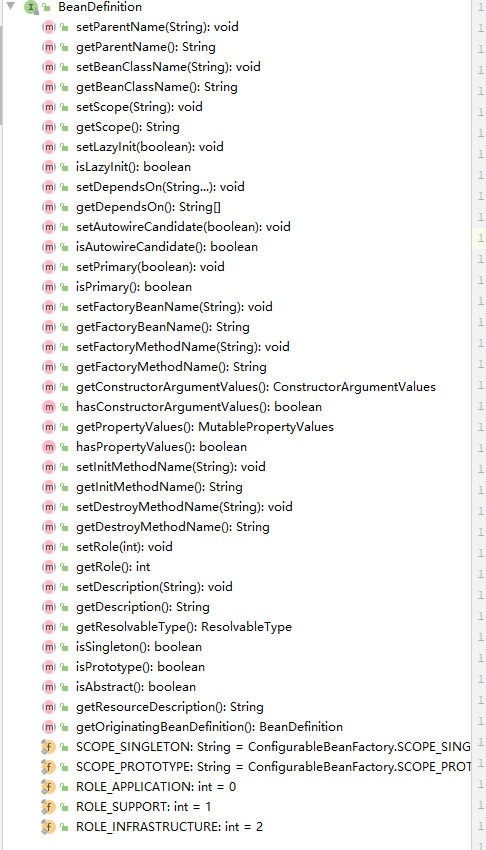 BeanDefinition
setParentName(String): void
getParentName(): String
setBeanClassName(String): void
getBeanClassName(): String
setScope(String): void
getScope(): String
setLazyInit(boolean): void
isLazyInit(): boolean
setDependsOn(String...): void
getDependsOn(): String[]
setAutowireCandidate(boolean): void
isAutowireCandidate(): boolean
setPrimary(boolean): void
isPrimary(): boolean
setFactoryBeanName(String): void
getFactoryBeanName(): String
setFactoryMethodName(String): void
getFactoryMethodName(): String
getConstructorArgumentValues(): ConstructorArgumentValues
hasConstructorArgumentValues(): boolean
getPropertyValues(): MutablePropertyValues
hasPropertyValues(): boolean
setInitMethodName(String): void
getInitMethodName(): String
setDestroyMethodName(String): void
getDestroyMethodName(): String
setRole(int): void
getRole(): int
setDescription(String): void
getDescription(): String
getResolvableType(): ResolvableType
isSingleton(): boolean
isPrototype(): boolean
isAbstract(): boolean
getResourceDescription(): String
getOriginatingBeanDefinition(): BeanDefinition
SCOPE_SINGLETON: String = ConfigurableBeanFactory.SCOPE_SING
SCOPE_PROTOTYPE: String = ConfigurableBeanFactory.SCOPE_PROT
ROLE_APPLICATION: int = 0
ROLE_SUPPORT: int = 1
ROLE_INFRASTRUCTURE: int = 2